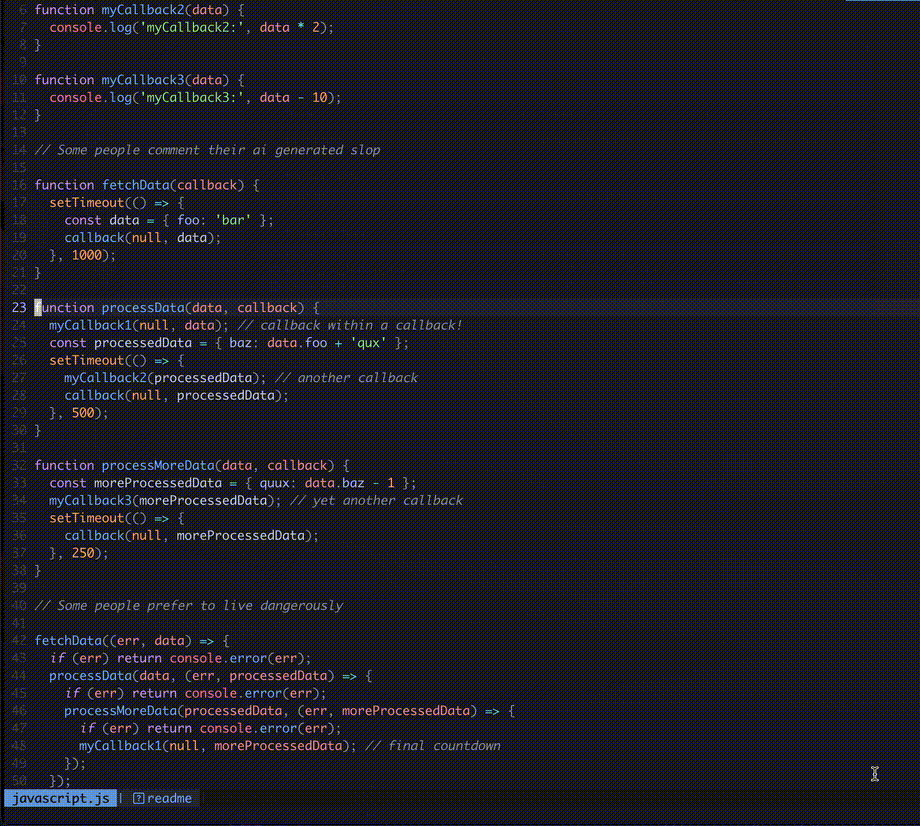 6 function myCallback2(data) {
7   console.log('myCallback2:', data * 2);
8 }
9
10 function myCallback3(data) {
11   console.log('myCallback3:', data - 10);
12 }
13
14 // Some people comment their ai generated slop
15
16 function fetchData(callback) {
17   setTimeout(() => {
18     const data = { foo: 'bar' };
19     callback(null, data);
20   }, 1000);
21 }
22
23 function processData(data, callback) {
24   myCallback1(null, data); // callback within a callback!
25   const processedData = { baz: data.foo + 'qux' };
26   setTimeout(() => {
27     myCallback2(processedData); // another callback
28     callback(null, processedData);
29   }, 500);
30 }
31
32 function processMoreData(data, callback) {
33   const moreProcessedData = { quux: data.baz - 1 };
34   myCallback3(moreProcessedData); // yet another callback
35   setTimeout(() => {
36     callback(null, moreProcessedData);
37   }, 250);
38 }
39
40 // Some people prefer to live dangerously
41
42 fetchData((err, data) => {
43   if (err) return console.error(err);
44   processData(data, (err, processedData) => {
45     if (err) return console.error(err);
46     processMoreData(processedData, (err, moreProcessedData) => {
47       if (err) return console.error(err);
48       myCallback1(null, moreProcessedData); // final countdown
49     });
50   });
javascript.js | ? readme